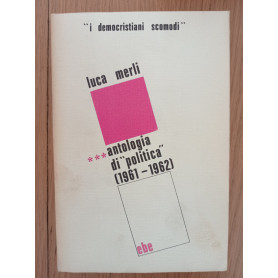 "i democristiani scomodi"
luca merli
***antologia
di "politica"
(1961-1962)
ebe